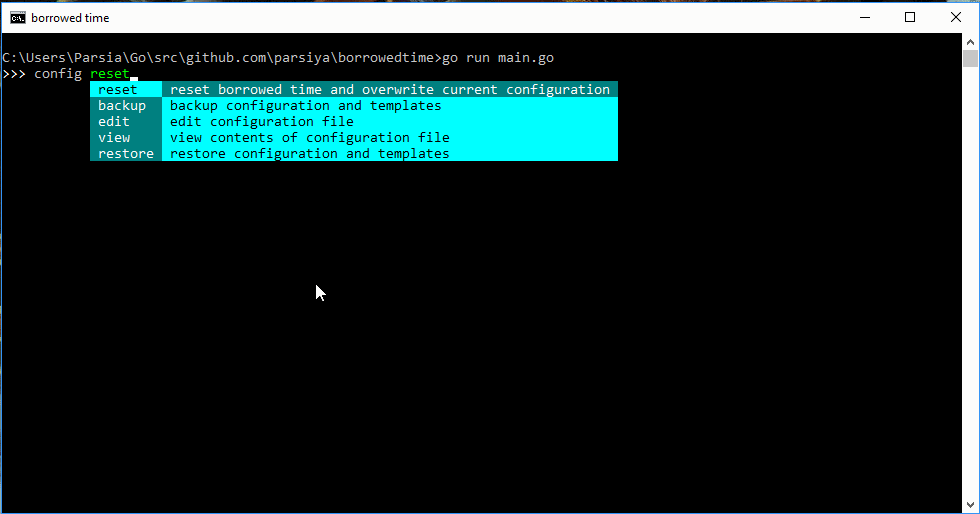 borrowed time
C:\Users\Parsia\Go\src\github.com\parsiya\borrowedtime>go run main.go
>>> config reset
reset reset borrowed time and overwrite current configuration
backup backup configuration and templates
edit edit configuration file
view view contents of configuration file
restore restore configuration and templates